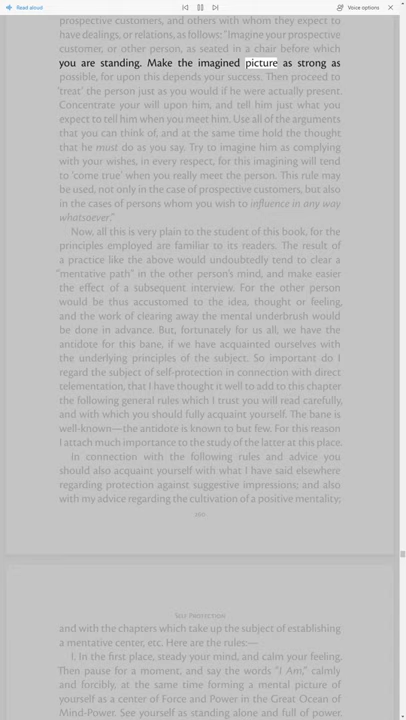 Read aloud
Voice options
prospective customers, and others with whom they expect to
have dealings, or relations, as follows: "Imagine your prospective
customer, or other person, as seated in a chair before which
you are standing. Make the imagined picture as strong as
possible, for upon this depends your success. Then proceed to
‘treat’ the person just as you would if he were actually present.
Concentrate your will upon him, and tell him just what you
expect to tell him when you meet him. Use all of the arguments
that you can think of, and at the same time hold the thought
that he must do as you say. Try to imagine him as complying
with your wishes, in every respect, for this imagining will tend
to ‘come true’ when you really meet the person. This rule may
be used, not only in the case of prospective customers, but also
in the cases of persons whom you wish to influence in any way
whatsoever."
Now, all this is very plain to the student of this book, for the
principles employed are familiar to its readers. The result of
a practice like the above would undoubtedly tend to clear a
"mentative path" in the other person's mind, and make easier
the effect of a subsequent interview. For the other person
would be thus accustomed to the idea, thought or feeling,
and the work of clearing away the mental underbrush would
be done in advance. But, fortunately for us all, we have the
antidote for this bane, if we have acquainted ourselves with
the underlying principles of the subject. So important do I
regard the subject of self-protection in connection with direct
telementation, that I have thought it well to add to this chapter
the following general rules which I trust you will read carefully,
and with which you should fully acquaint yourself. The bane is
well-known—the antidote is known to but few. For this reason
I attach much importance to the study of the latter at this place.
In connection with the following rules and advice you
should also acquaint yourself with what I have said elsewhere
regarding protection against suggestive impressions; and also
with my advice regarding the cultivation of a positive mentality;
Self Protection
and with the chapters which take up the subject of establishing
a mentative center, etc. Here are the rules:—
I. In the first place, steady your mind, and calm your feeling.
Then pause for a moment, and say the words "I Am," calmly
and forcibly, at the same time forming a mental picture of
yourself as a center of Force and Power in the Great Ocean of
Mind-Power. See yourself as standing alone and full of power.